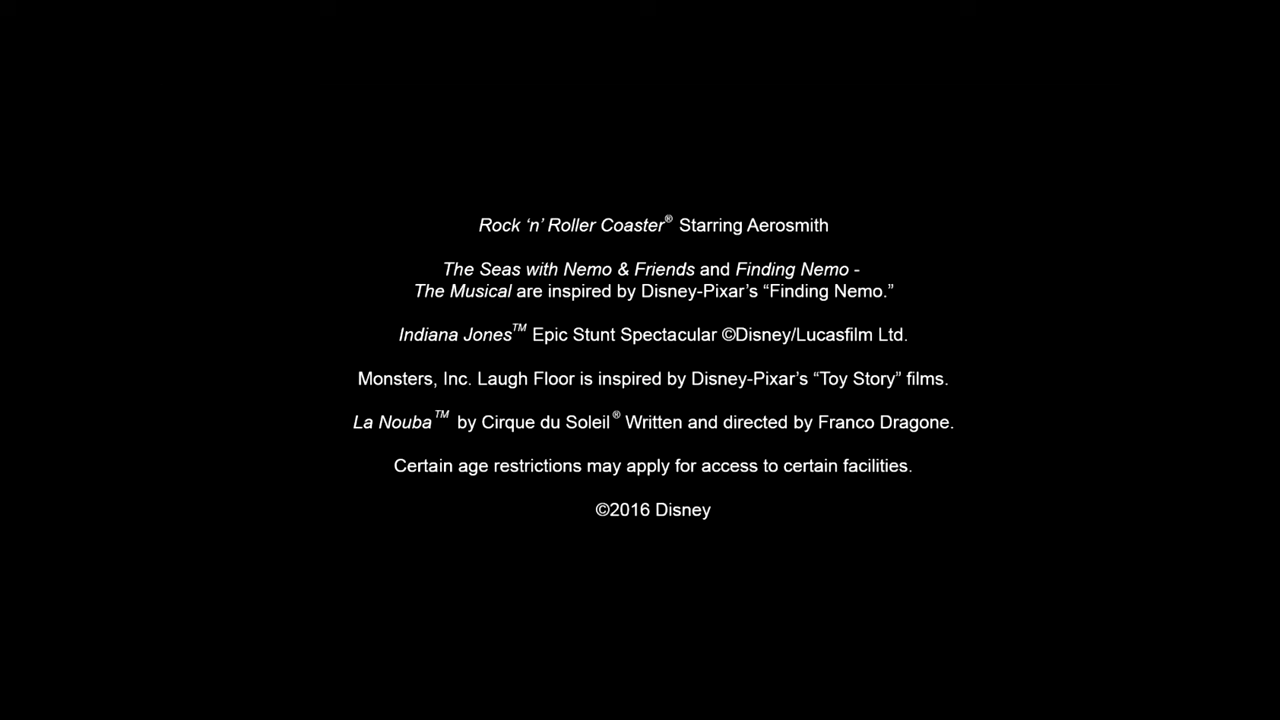 Rock ‘n’ Roller Coaster® Starring Aerosmith
The Seas with Nemo & Friends and Finding Nemo -
The Musical are inspired by Disney-Pixar’s “Finding Nemo.”
Indiana Jones™ Epic Stunt Spectacular ©Disney/Lucasfilm Ltd.
Monsters, Inc. Laugh Floor is inspired by Disney-Pixar’s “Toy Story” films.
La Nouba™ by Cirque du Soleil® Written and directed by Franco Dragone.
Certain age restrictions may apply for access to certain facilities.
©2016 Disney